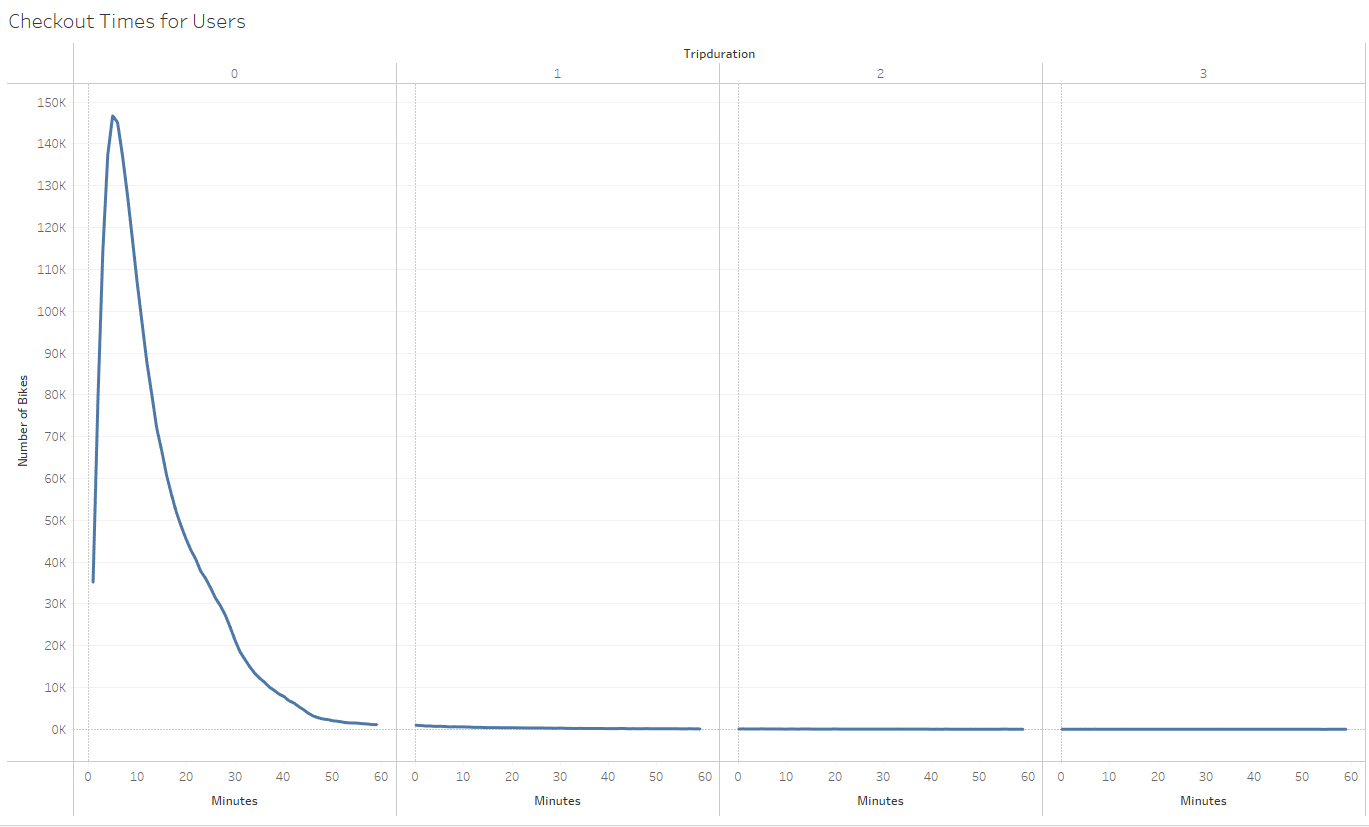 Checkout Times for Users
Tripduration
0 1 2 3
150K
140K
130K
120K
110K
100K
90K
80K
70K
60K
50K
40K
30K
20K
10K
0K
Number of Bikes
0 10 20 30 40 50 60 0 10 20 30 40 50 60 0 10 20 30 40 50 60 0 10 20 30 40 50 60
Minutes Minutes Minutes Minutes